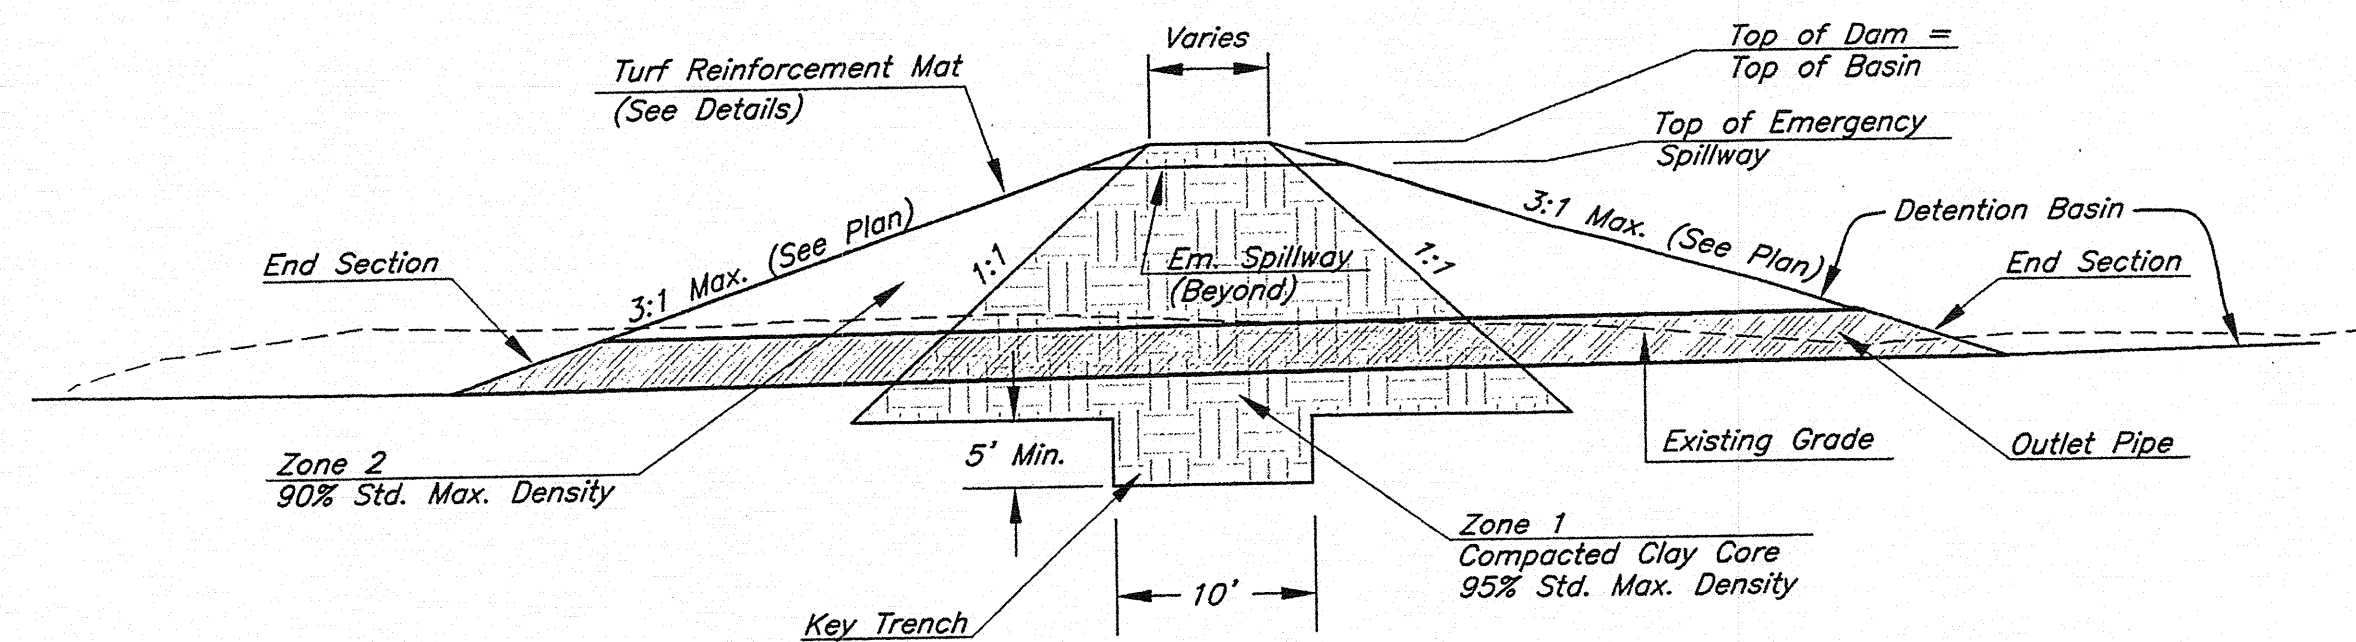 Varies
Top of Dam =
Top of Basin
Turf Reinforcement Mat
(See Details)
Top of Emergency
Spillway
3:1 Max. (See Plan)
Detention Basin
End Section
End Section
3:1 Max. (See Plan)
1:1
Em. Spillway
(Beyond)
1:1
5' Min.
Existing Grade
Outlet Pipe
Zone 2
90% Std. Max. Density
Zone 1
Compacted Clay Core
95% Std. Max. Density
10'
Key Trench